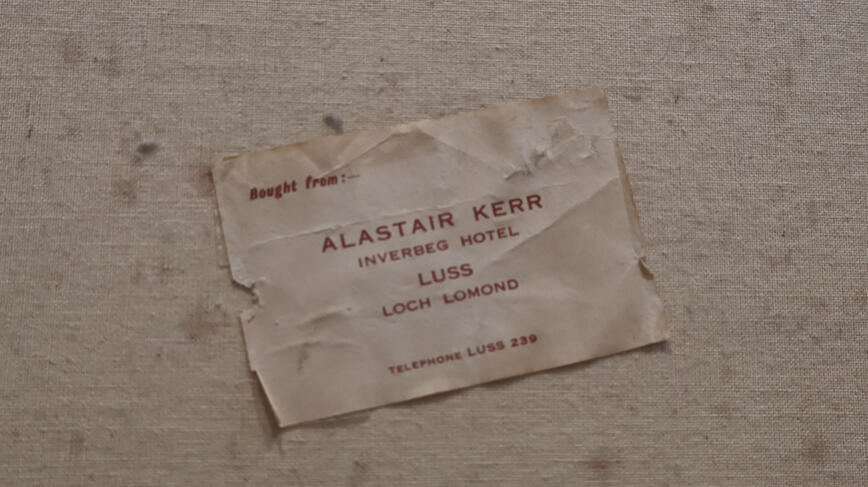 Bought from:—
ALASTAIR KERR
INVERBEG HOTEL
LUSS
LOCH LOMOND
TELEPHONE LUSS 239